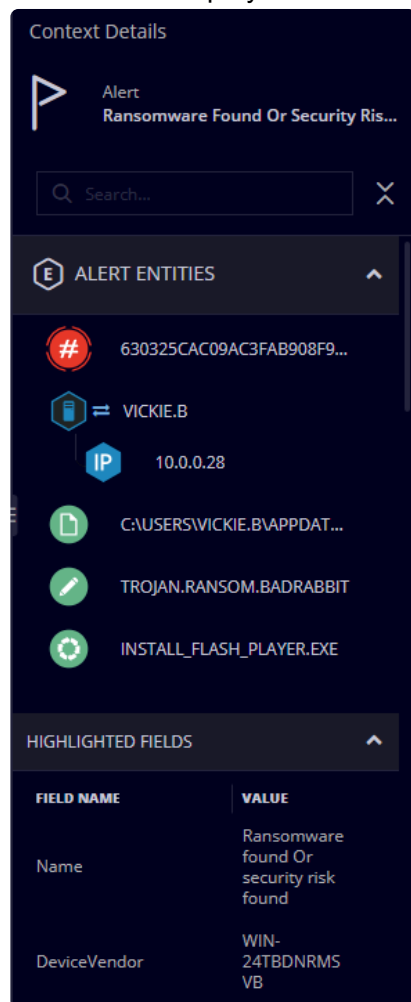 Context Details
Alert
Ransomware Found Or Security Ris...
Search...
E ALERT ENTITIES
# 630325CAC09AC3FAB908F9...
VICKIE.B
IP 10.0.0.28
C:\USERS\VICKIE.B\APPDAT...
TROJAN.RANSOM.BADRABBIT
INSTALL_FLASH_PLAYER.EXE
HIGHLIGHTED FIELDS
FIELD NAME VALUE
Name
Ransomware
found Or
security risk
found
DeviceVendor
WIN-
24TBDNRMS
VB